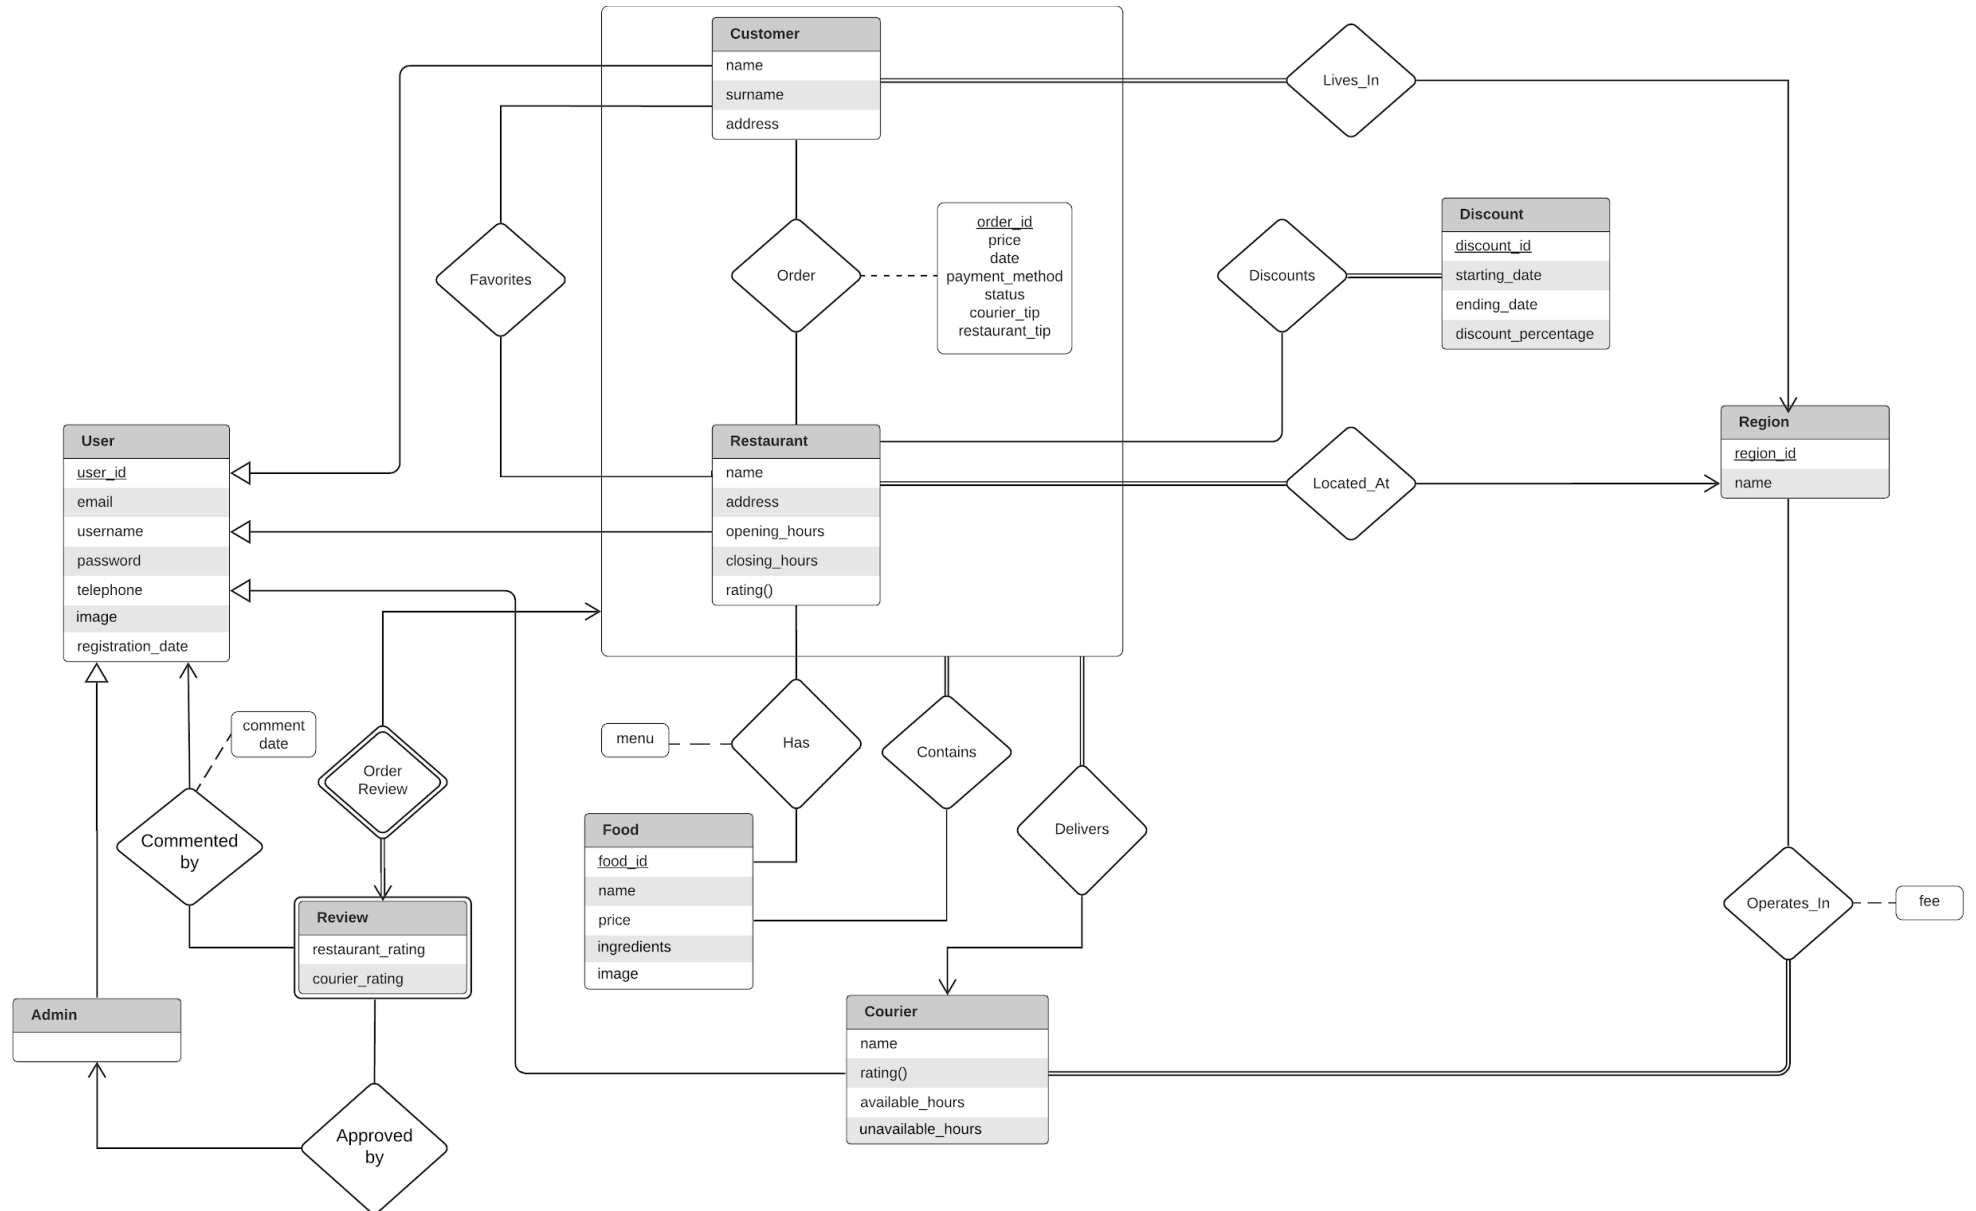 Customer
name
surname
address
Lives_In
Favorites
Order
order_id
price
date
payment_method
status
courier_tip
restaurant_tip
Discounts
Discount
discount_id
starting_date
ending_date
discount_percentage
User
user_id
email
username
password
telephone
image
registration_date
Restaurant
name
address
opening_hours
closing_hours
rating()
Located_At
Region
region_id
name
comment
date
Order
Review
menu
Has
Contains
Delivers
Commented
by
Food
food_id
name
price
ingredients
image
Review
restaurant_rating
courier_rating
Operates_In
fee
Admin
Courier
name
rating()
available_hours
unavailable_hours
Approved
by